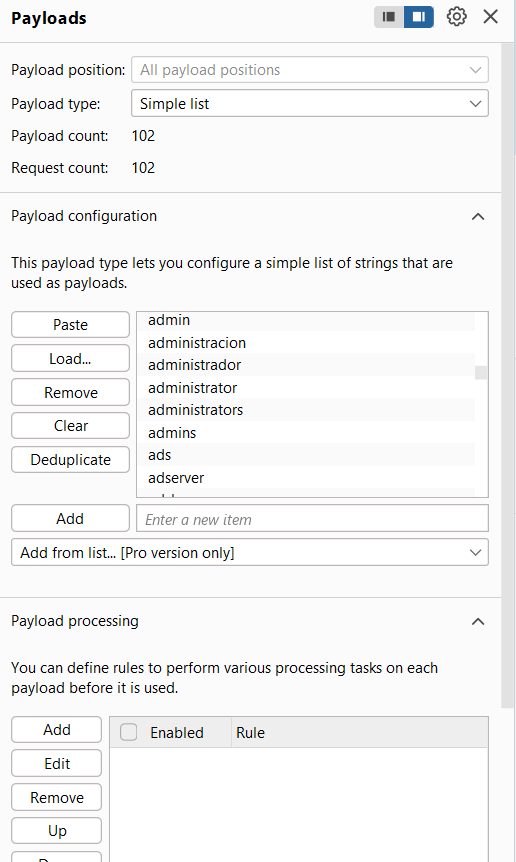 Payloads
Payload position: All payload positions
Payload type: Simple list
Payload count: 102
Request count: 102
Payload configuration
This payload type lets you configure a simple list of strings that are
used as payloads.
Paste
Load...
Remove
Clear
Deduplicate
admin
administracion
administrador
administrator
administrators
admins
ads
adserver
Add
Enter a new item
Add from list... [Pro version only]
Payload processing
You can define rules to perform various processing tasks on each
payload before it is used.
Add
Edit
Remove
Up
Enabled
Rule